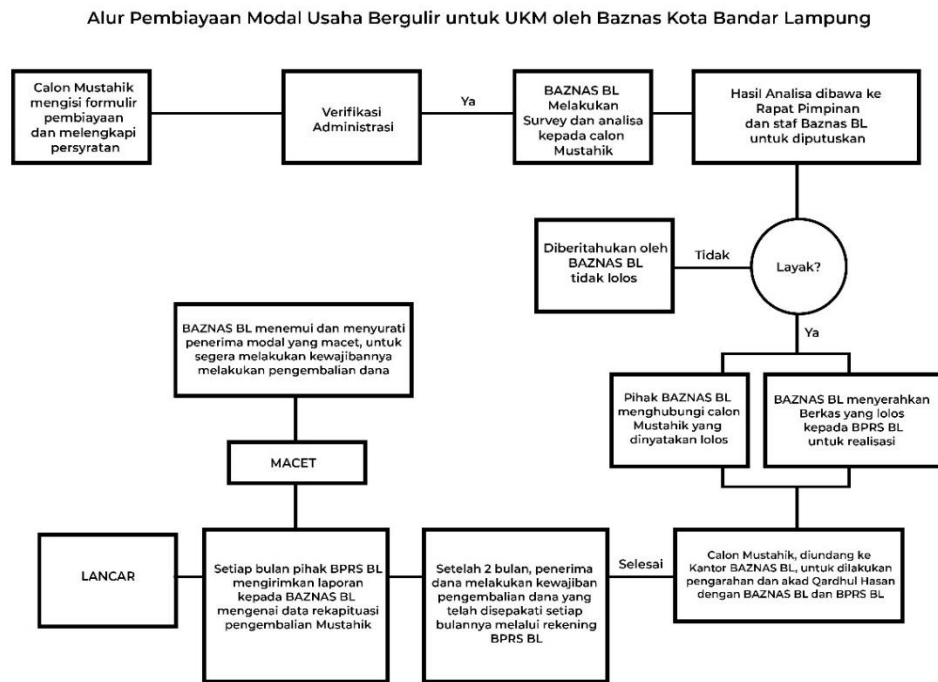 Alur Pembiayaan Modal Usaha Bergulir untuk UKM oleh Baznas Kota Bandar Lampung
Calon Mustahik
mengisi formulir
pembiayaan
dan melengkapi
persyratan
Verifikasi
Administrasi
Ya
BAZNAS BL
Melakukan
Survey dan analisa
kepada calon
Mustahik
Hasil Analisa dibawa ke
Rapat Pimpinan
dan staf Baznas BL
untuk diputuskan
Layak?
Tidak
Diberitahukan oleh
BAZNAS BL
tidak lolos
Ya
Pihak BAZNAS BL
menghubungi calon
Mustahik yang
dinyatakan lolos
BAZNAS BL menyerahkan
Berkas yang lolos
kepada BPRS BL
untuk realisasi
Calon Mustahik, diundang ke
Kantor BAZNAS BL, untuk dilakukan
pengarahan dan akad Qardhul Hasan
dengan BAZNAS BL dan BPRS BL
Selesai
Setelah 2 bulan, penerima
dana melakukan kewajiban
pengembalian dana yang
telah disepakati setiap
bulannya melalui rekening
BPRS BL
Setiap bulan pihak BPRS BL
mengirimkan laporan
kepada BAZNAS BL
mengenai data rekapituasi
pengembalian Mustahik
LANCAR
MACET
BAZNAS BL menemui dan menyurati
penerima modal yang macet, untuk
segera melakukan kewajibannya
melakukan pengembalian dana